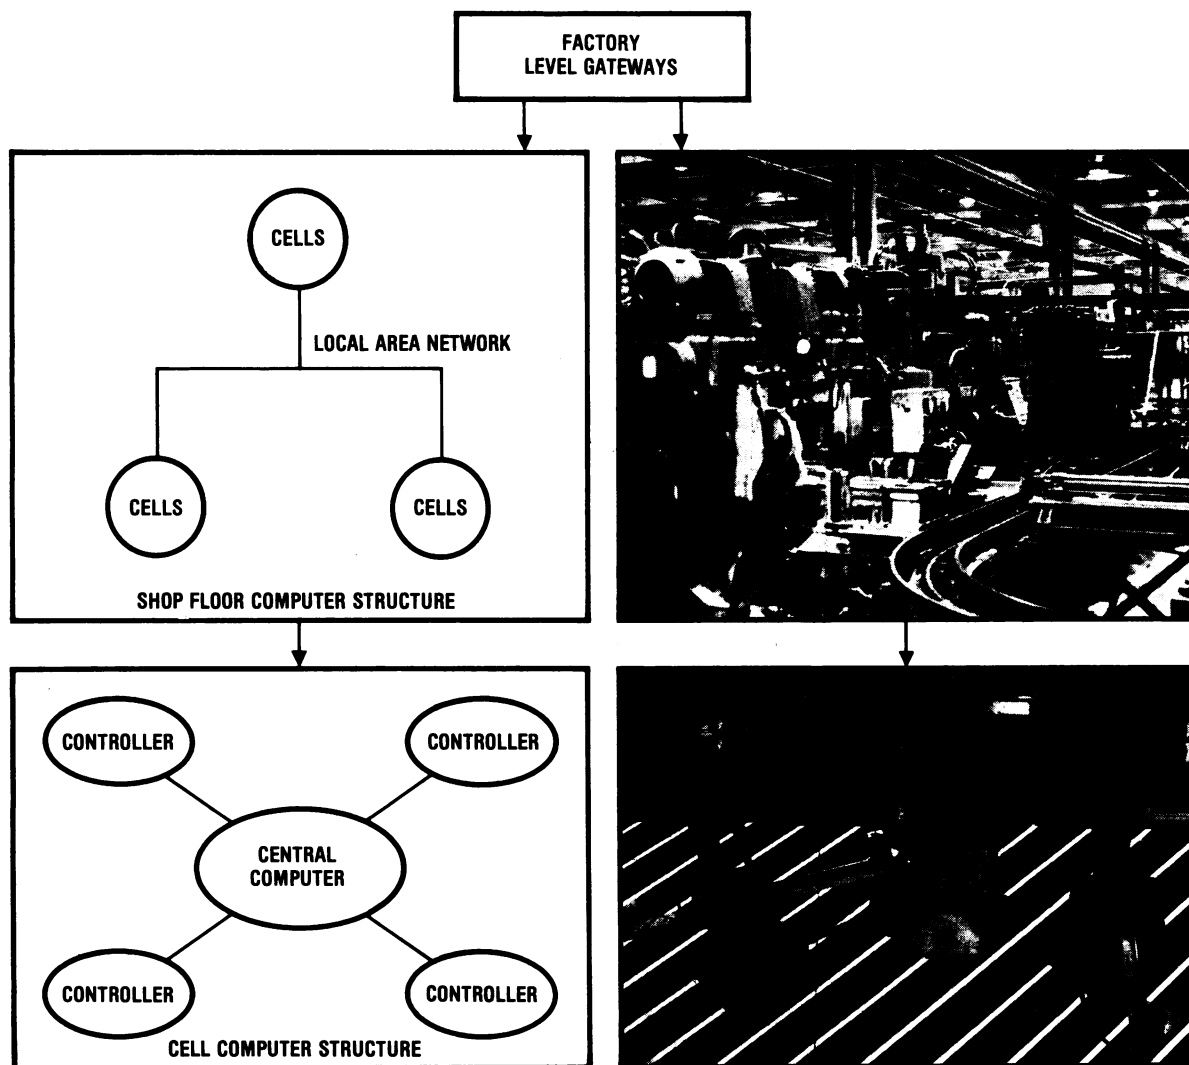 FACTORY
LEVEL GATEWAYS
CELLS
LOCAL AREA NETWORK
CELLS
CELLS
SHOP FLOOR COMPUTER STRUCTURE
CONTROLLER
CONTROLLER
CENTRAL
COMPUTER
CONTROLLER
CONTROLLER
CELL COMPUTER STRUCTURE